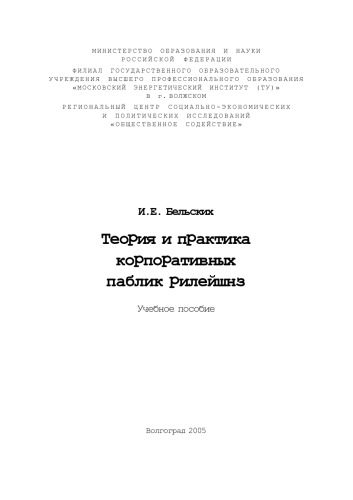 МИНИСТЕРСТВО ОБРАЗОВАНИЯ И НАУКИ
РОССИЙСКОЙ ФЕДЕРАЦИИ
ФИЛИАЛ ГОСУДАРСТВЕННОГО ОБРАЗОВАТЕЛЬНОГО
УЧРЕЖДЕНИЯ ВЫСШЕГО ПРОФЕССИОНАЛЬНОГО ОБРАЗОВАНИЯ
«МОСКОВСКИЙ ЭНЕРГЕТИЧЕСКИЙ ИНСТИТУТ (ТУ)»
В г. ВОЛЖСКОМ
РЕГИОНАЛЬНЫЙ ЦЕНТР СОЦИАЛЬНО-ЭКОНОМИЧЕСКИХ
И ПОЛИТИЧЕСКИХ ИССЛЕДОВАНИЙ
«ОБЩЕСТВЕННОЕ СОДЕЙСТВИЕ»
И.Е. Бельских
Теория и практика
корпоративных
паблик рилейшнз
Учебное пособие
Волгоград 2005